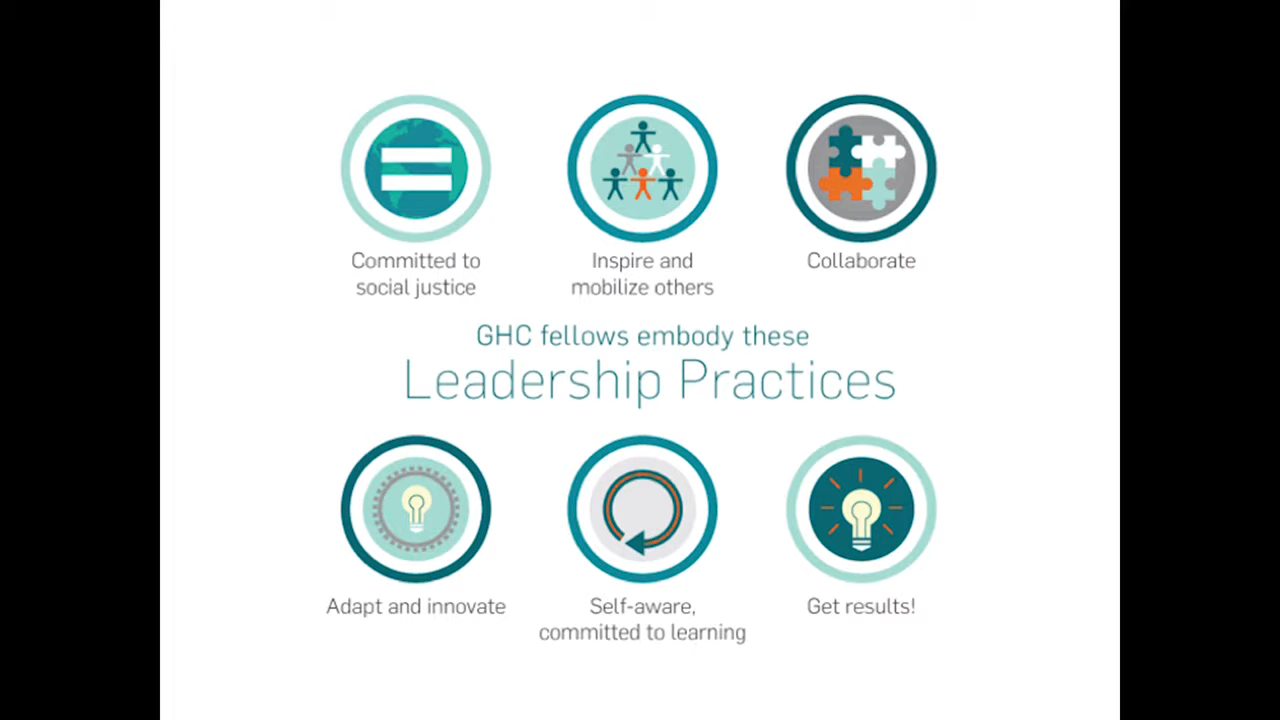 Committed to
social justice
Inspire and
mobilize others
Collaborate
GHC fellows embody these
Leadership Practices
Adapt and innovate
Self-aware,
committed to learning
Get results!